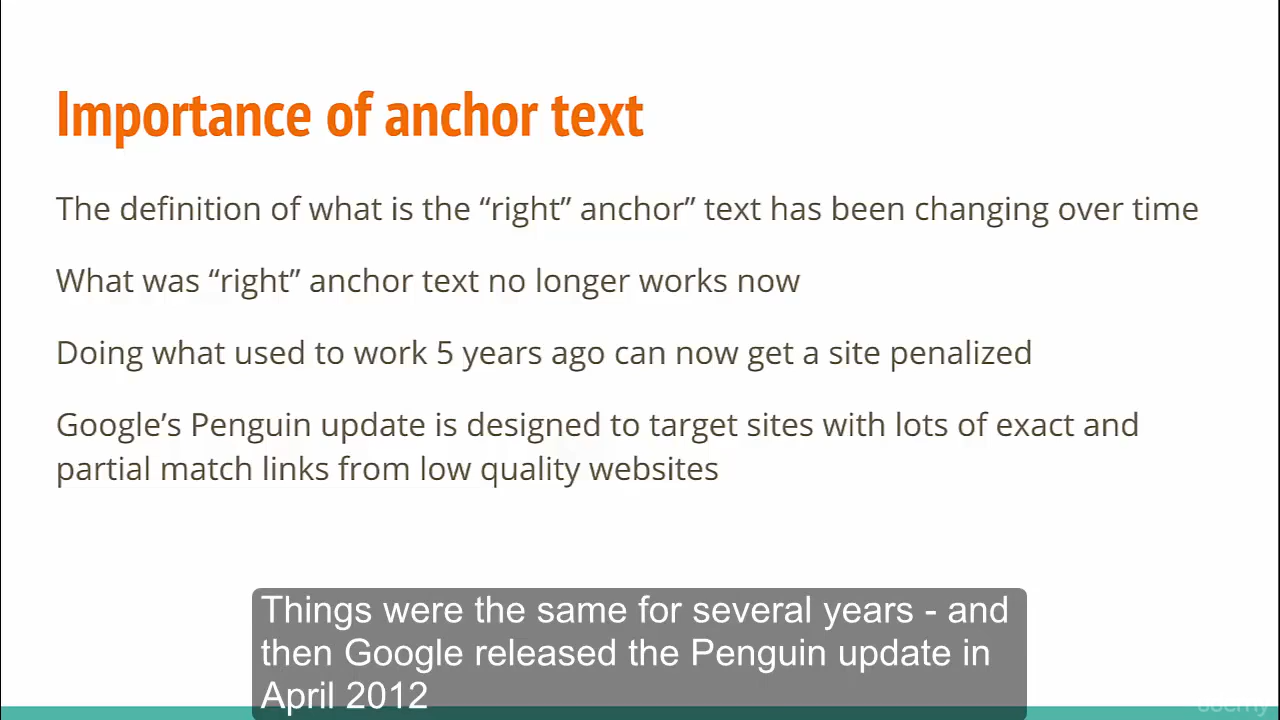 Importance of anchor text
The definition of what is the “right” anchor” text has been changing over time
What was “right” anchor text no longer works now
Doing what used to work 5 years ago can now get a site penalized
Google’s Penguin update is designed to target sites with lots of exact and
partial match links from low quality websites
Things were the same for several years - and
then Google released the Penguin update in
April 2012